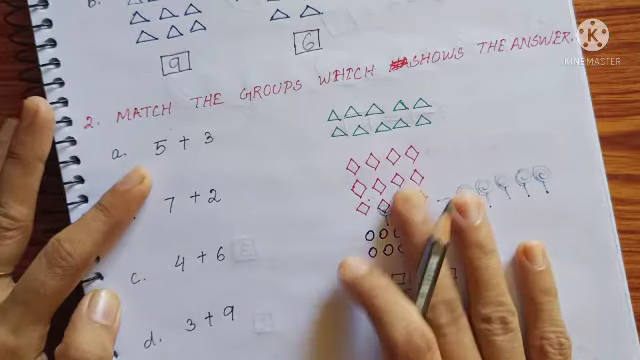 b.
9
6
KINEMASTER
2. MATCH THE GROUPS WHICH SHOWS THE ANSWER.
a. 5 + 3
7 + 2
c. 4 + 6
d. 3 + 9